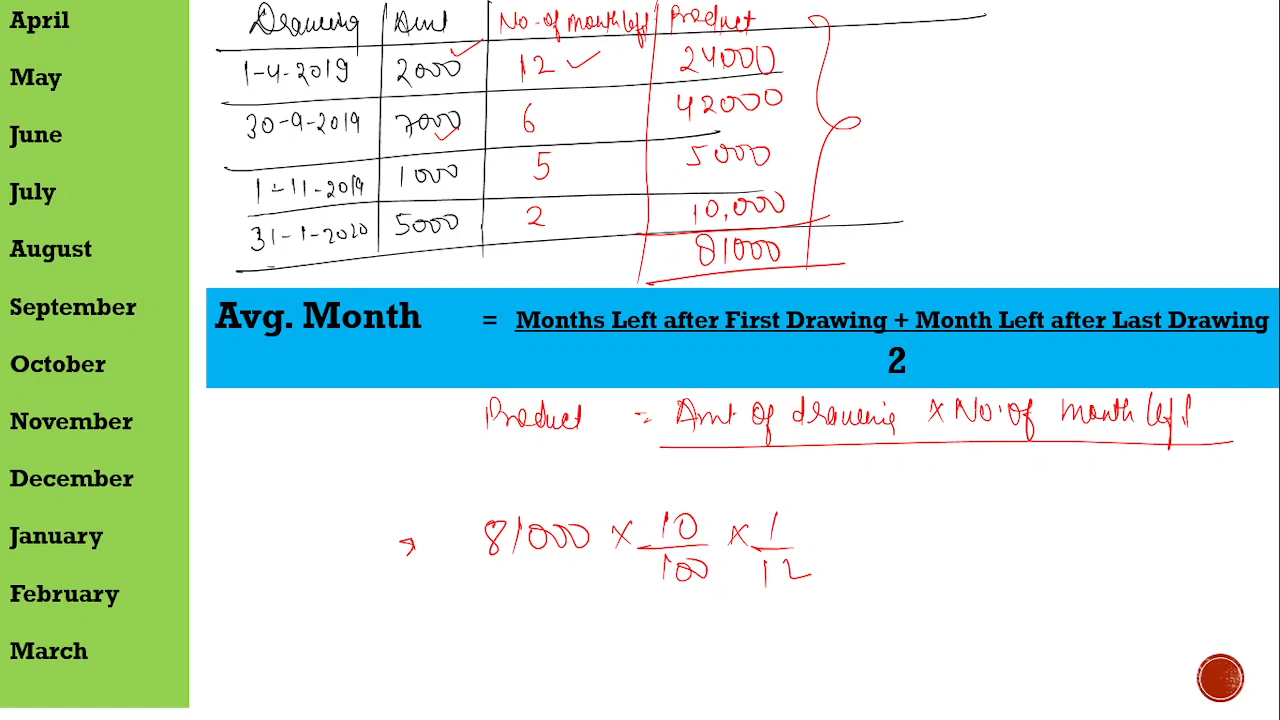 April
May
June
July
August
September
October
November
December
January
February
March
Drawing Amt No. of month left Product
1-4-2019 2000 12 24000
30-9-2019 7000 6 42000
1-11-2019 1000 5 5000
31-1-2020 5000 2 10,000
81000
Avg. Month = Months Left after First Drawing + Month Left after Last Drawing
2
Product = Amt of drawing × No. of month left
→ 81000 × 10/100 × 1/12